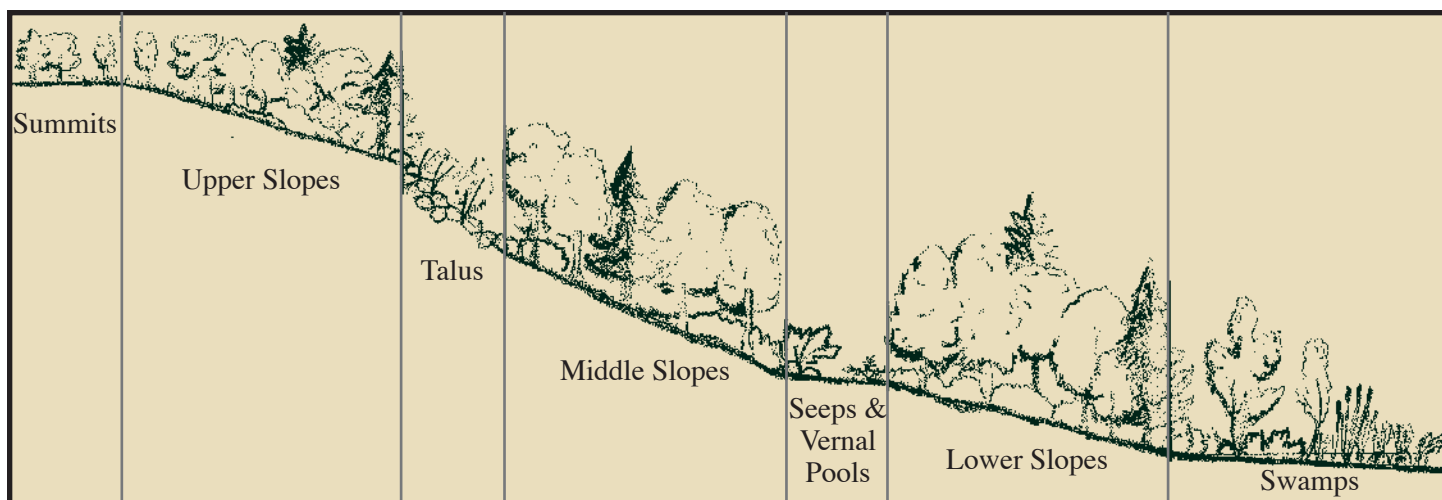 Summits
Upper Slopes
Talus
Middle Slopes
Seeps &
Vernal
Pools
Lower Slopes
Swamps